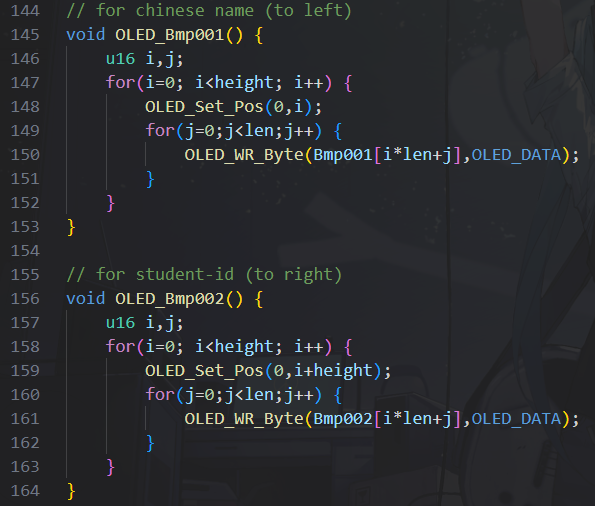 144 // for chinese name (to left)
145 void OLED_Bmp001() {
146     u16 i,j;
147     for(i=0; i<height; i++) {
148         OLED_Set_Pos(0,i);
149         for(j=0;j<len;j++) {
150             OLED_WR_Byte(Bmp001[i*len+j],OLED_DATA);
151         }
152     }
153 }
154
155 // for student-id (to right)
156 void OLED_Bmp002() {
157     u16 i,j;
158     for(i=0; i<height; i++) {
159         OLED_Set_Pos(0,i+height);
160         for(j=0;j<len;j++) {
161             OLED_WR_Byte(Bmp002[i*len+j],OLED_DATA);
162         }
163     }
164 }